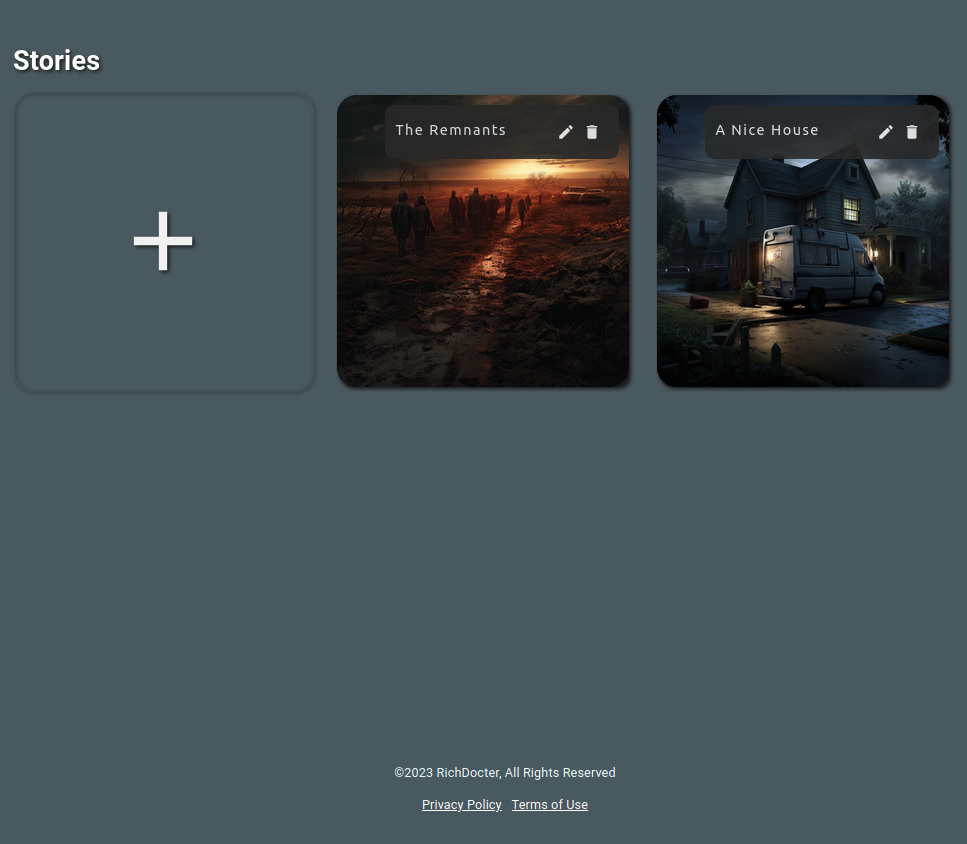 Stories
The Remnants
A Nice House
©2023 RichDocter, All Rights Reserved
Privacy Policy Terms of Use